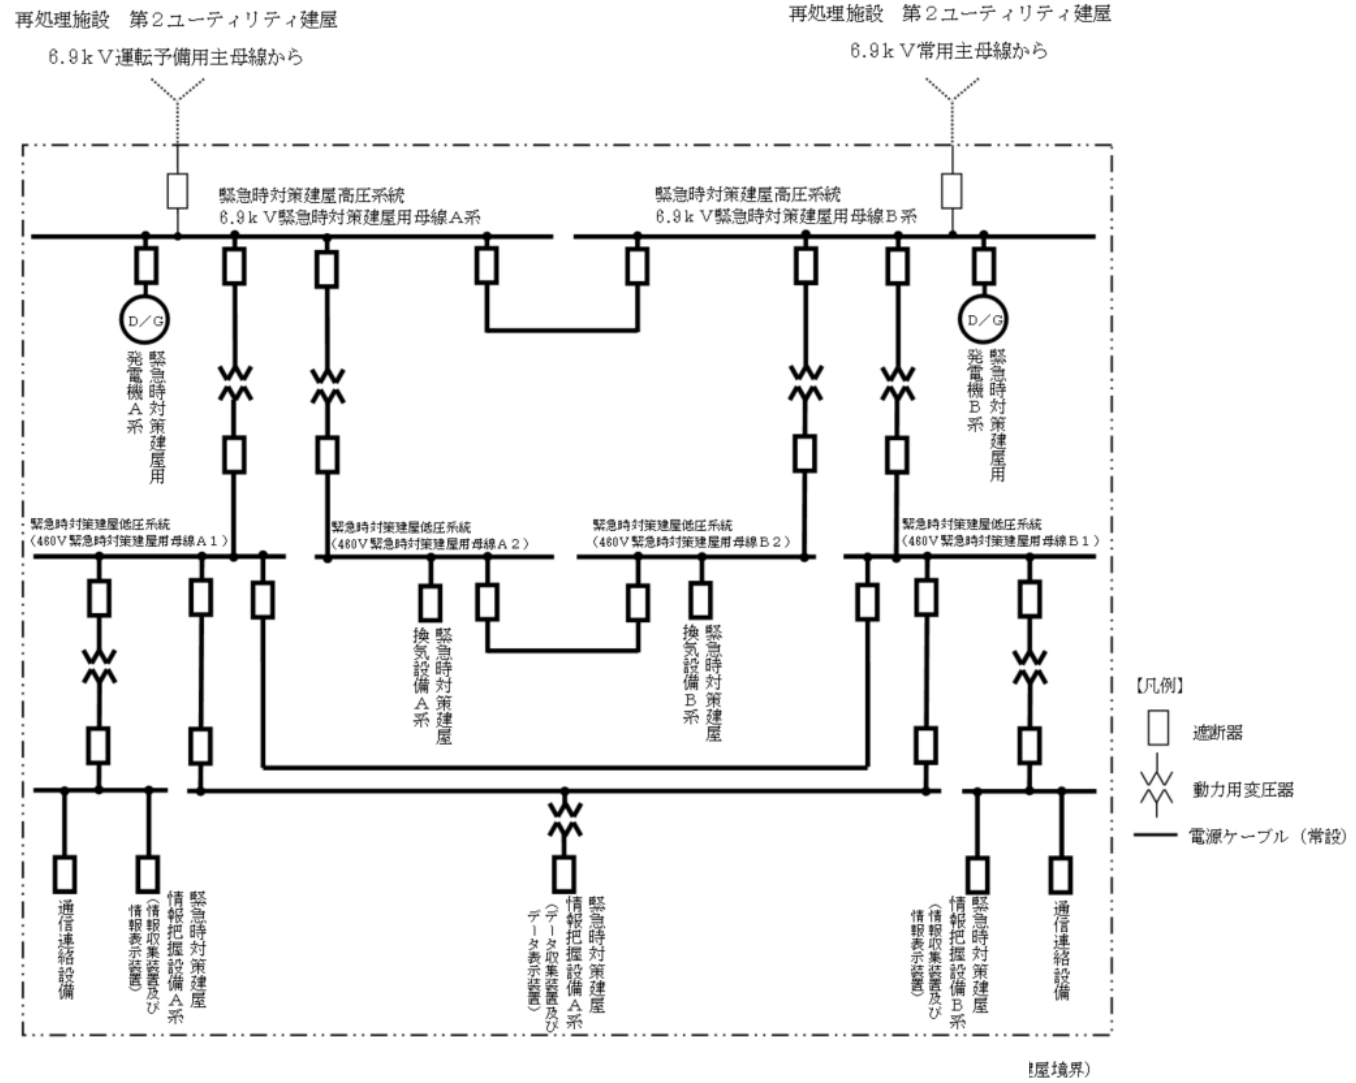 再処理施設　第２ユーティリティ建屋
６.９ｋＶ運転予備用主母線から
再処理施設　第２ユーティリティ建屋
６.９ｋＶ常用主母線から
緊急時対策建屋高圧系統
６.９ｋＶ緊急時対策建屋用母線Ａ系
緊急時対策建屋高圧系統
６.９ｋＶ緊急時対策建屋用母線Ｂ系
Ｄ／Ｇ
緊急時対策建屋用
発電機Ａ系
Ｄ／Ｇ
緊急時対策建屋用
発電機Ｂ系
緊急時対策建屋低圧系統
（460Ｖ緊急時対策建屋用母線Ａ１）
緊急時対策建屋低圧系統
（460Ｖ緊急時対策建屋用母線Ａ２）
緊急時対策建屋低圧系統
（460Ｖ緊急時対策建屋用母線Ｂ２）
緊急時対策建屋低圧系統
（460Ｖ緊急時対策建屋用母線Ｂ１）
緊急時対策建屋
換気設備Ａ系
緊急時対策建屋
換気設備Ｂ系
【凡例】
遮断器
動力用変圧器
電源ケーブル（常設）
通信連絡設備
緊急時対策建屋
情報把握設備Ａ系
（情報収集装置及び
情報表示装置）
緊急時対策建屋
情報把握設備Ａ系
（データ収集装置及び
データ表示装置）
緊急時対策建屋
情報把握設備Ｂ系
（情報収集装置及び
情報表示装置）
通信連絡設備
屋境界）